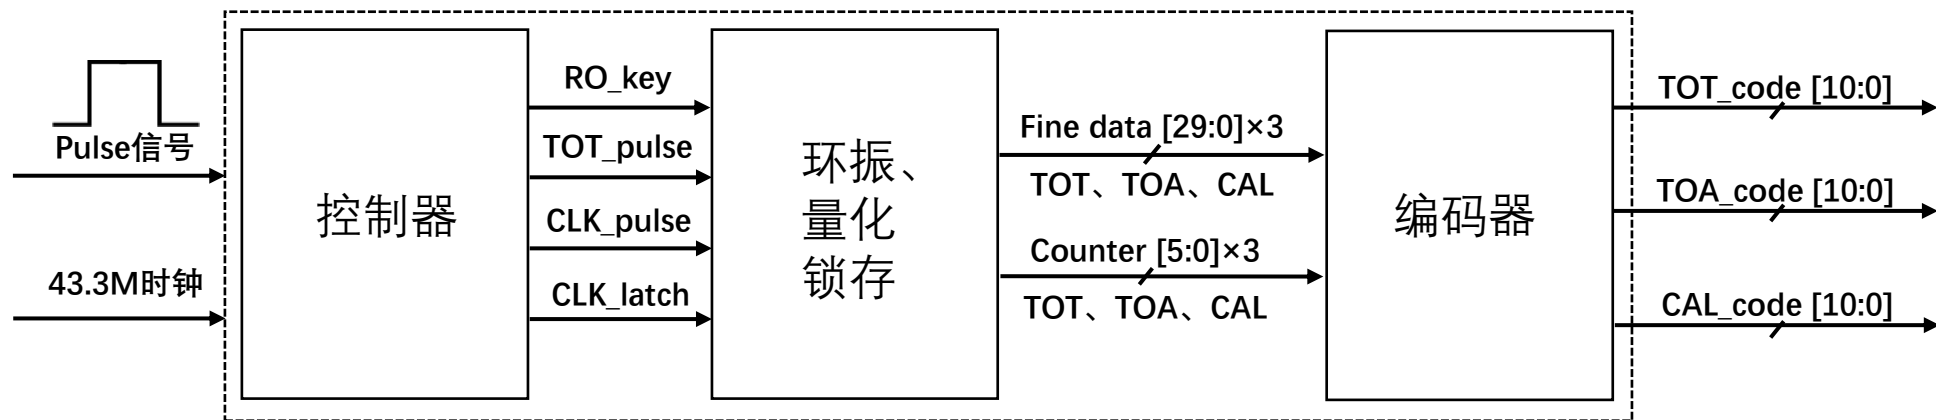 Pulse信号
43.3M时钟
控制器
RO_key
TOT_pulse
CLK_pulse
CLK_latch
环振、
量化
锁存
Fine data [29:0]×3
TOT、TOA、CAL
Counter [5:0]×3
TOT、TOA、CAL
编码器
TOT_code [10:0]
TOA_code [10:0]
CAL_code [10:0]